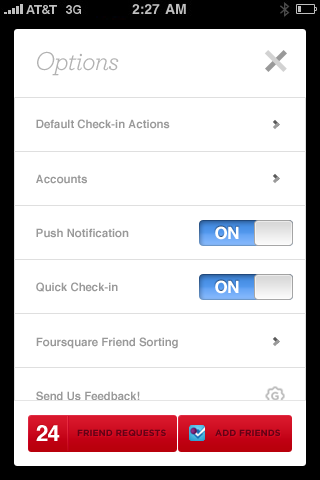 AT&T 3G 2:27 AM
Options
Default Check-in Actions
Accounts
Push Notification ON
Quick Check-in ON
Foursquare Friend Sorting
Send Us Feedback! G
24 FRIEND REQUESTS ADD FRIENDS